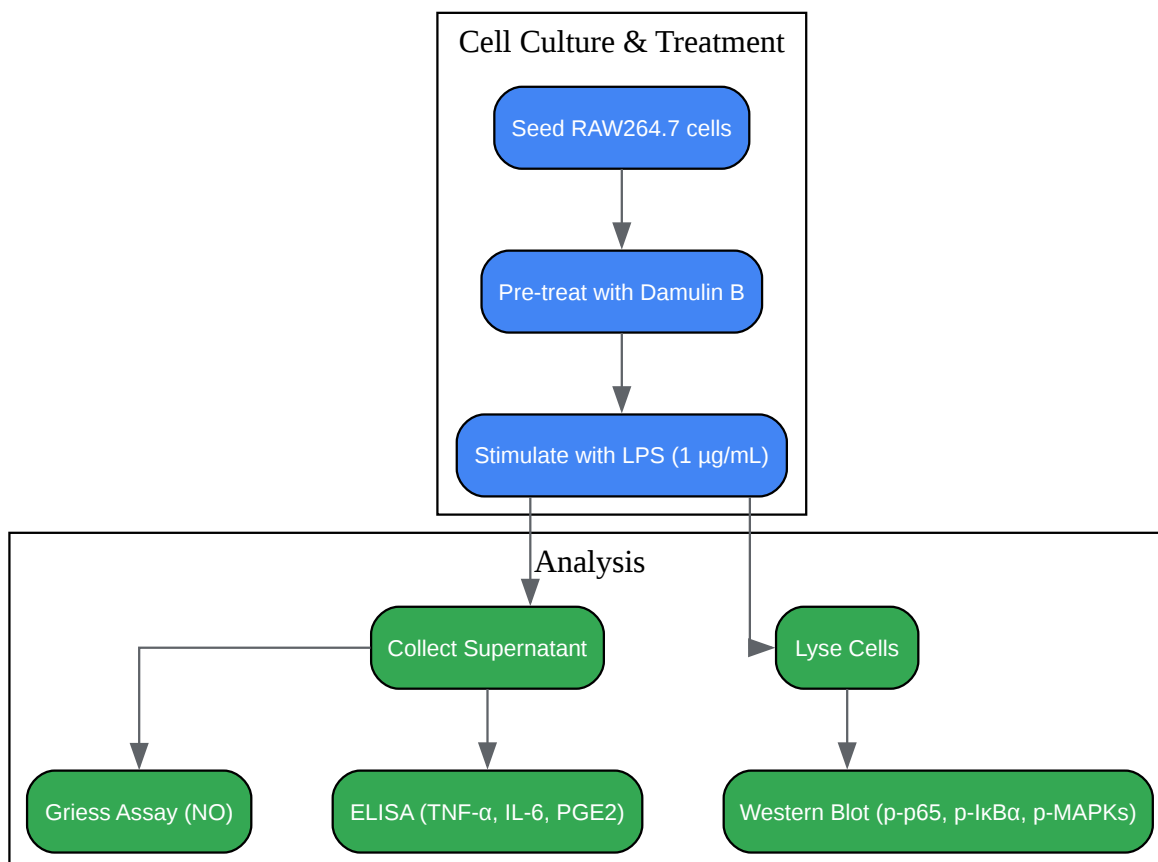 Cell Culture & Treatment
Seed RAW264.7 cells
Pre-treat with Damulin B
Stimulate with LPS (1 µg/mL)
Analysis
Collect Supernatant
Lyse Cells
Griess Assay (NO)
ELISA (TNF-α, IL-6, PGE2)
Western Blot (p-p65, p-IκBα, p-MAPKs)